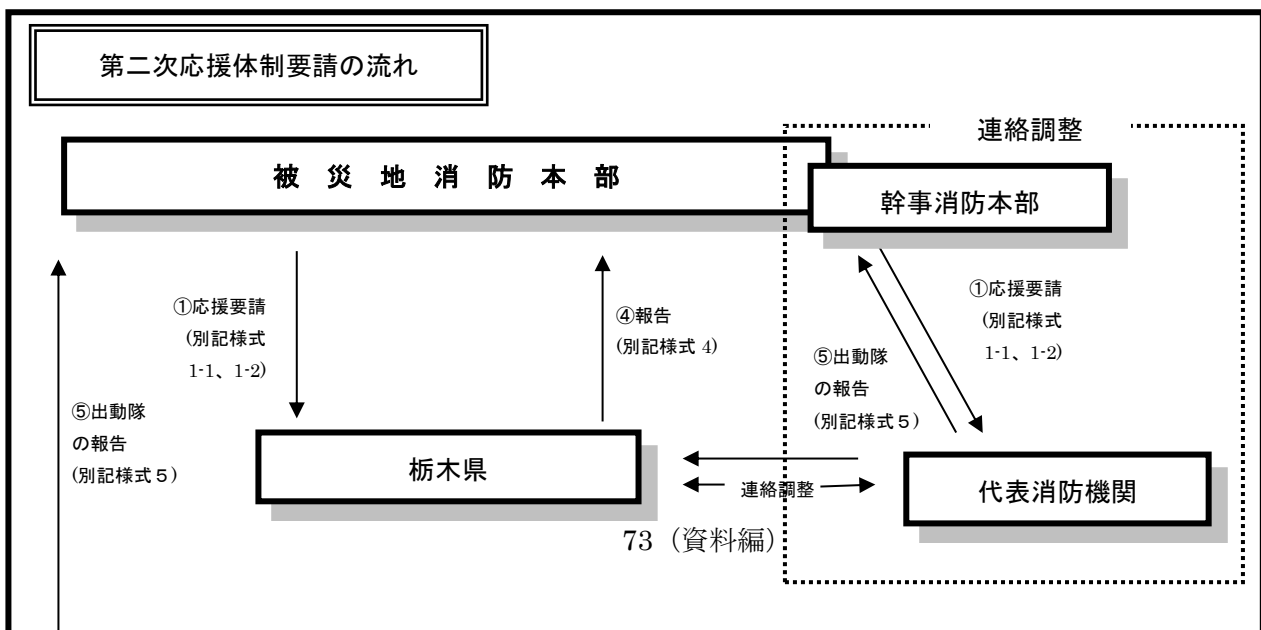 第二次応援体制要請の流れ
連絡調整
被災地消防本部
幹事消防本部
①応援要請
(別記様式
1-1、1-2)
④報告
(別記様式 4)
①応援要請
(別記様式
1-1、1-2)
⑤出動隊
の報告
(別記様式５)
⑤出動隊
の報告
(別記様式５)
栃木県
連絡調整
代表消防機関
73（資料編）